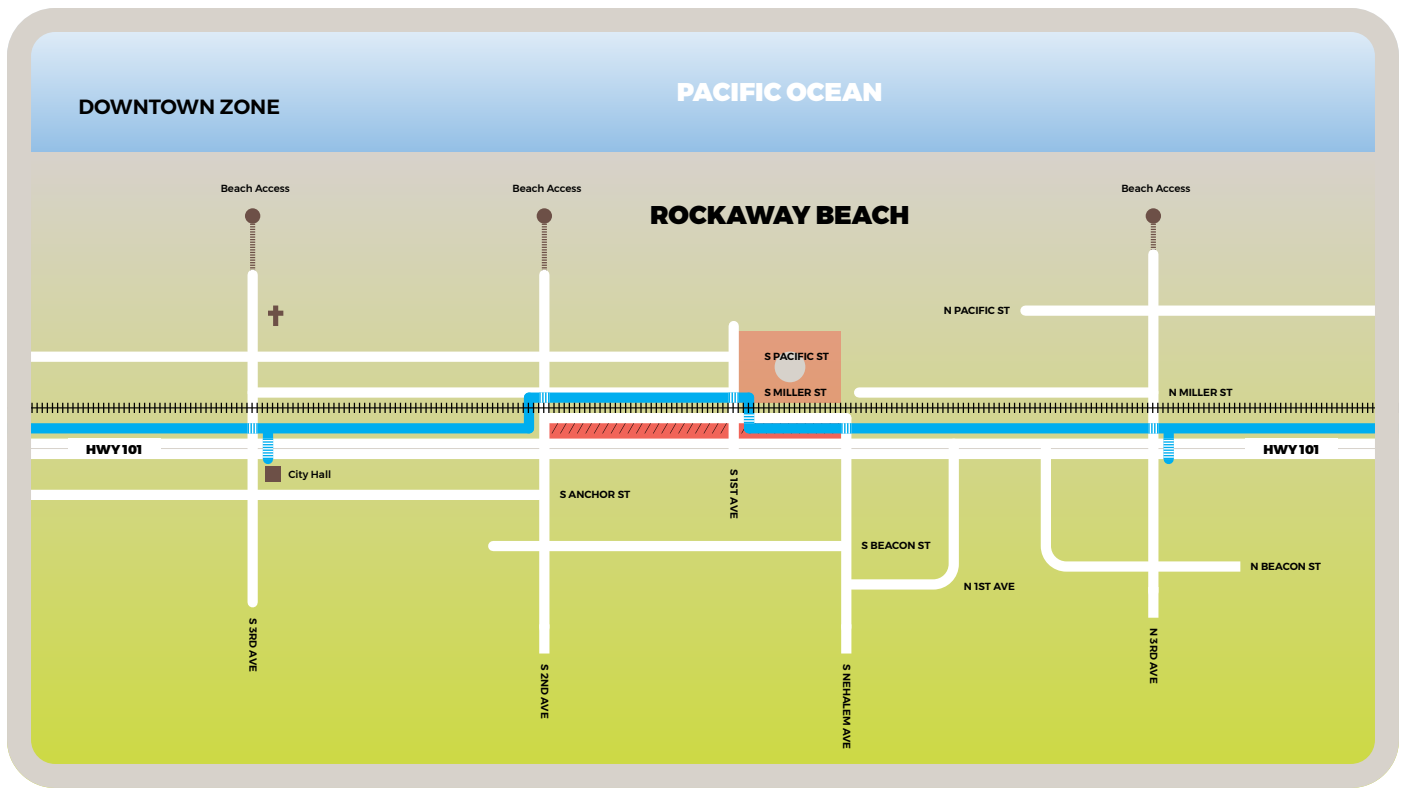 PACIFIC OCEAN
DOWNTOWN ZONE
Beach Access
Beach Access
Beach Access
ROCKAWAY BEACH
N PACIFIC ST
S PACIFIC ST
S MILLER ST
N MILLER ST
HWY 101
HWY 101
City Hall
S ANCHOR ST
S 1ST AVE
S BEACON ST
N BEACON ST
N 1ST AVE
S 3RD AVE
S 2ND AVE
S NEHALEM AVE
N 3RD AVE